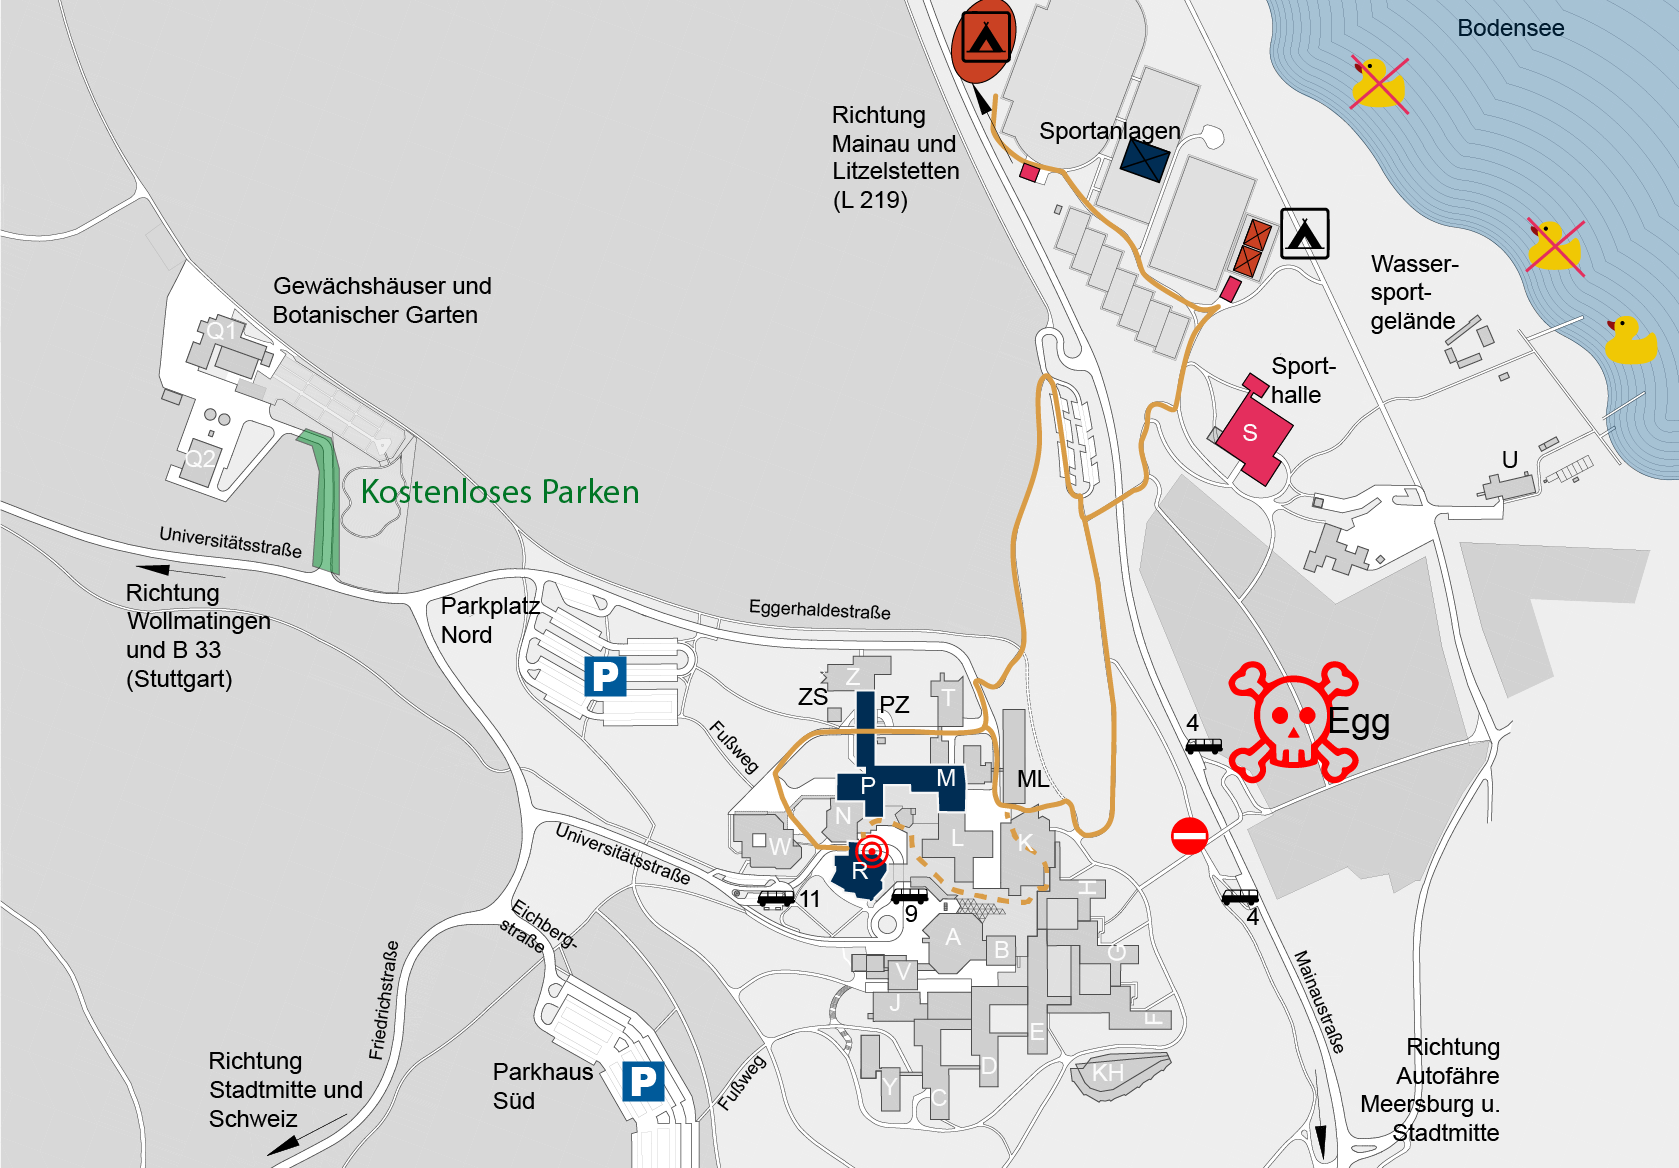 Bodensee
Richtung
Mainau und
Litzelstetten
(L 219)
Sportanlagen
Wasser-
sport-
gelände
Gewächshäuser und
Botanischer Garten
Q1
Q2
Sport-
halle
S
U
Kostenloses Parken
Universitätsstraße
Richtung
Wollmatingen
und B 33
(Stuttgart)
Parkplatz
Nord
P
Eggerhaldestraße
Fußweg
ZS
Z
PZ
T
P
M
ML
N
W
L
K
R
4
Egg
Universitätsstraße
11
9
4
H
A
B
G
V
J
E
F
D
Y
C
KH
Eichberg-
straße
Friedrichstraße
Mainaustraße
Fußweg
Parkhaus
Süd
P
Richtung
Stadtmitte und
Schweiz
Richtung
Autofähre
Meersburg u.
Stadtmitte